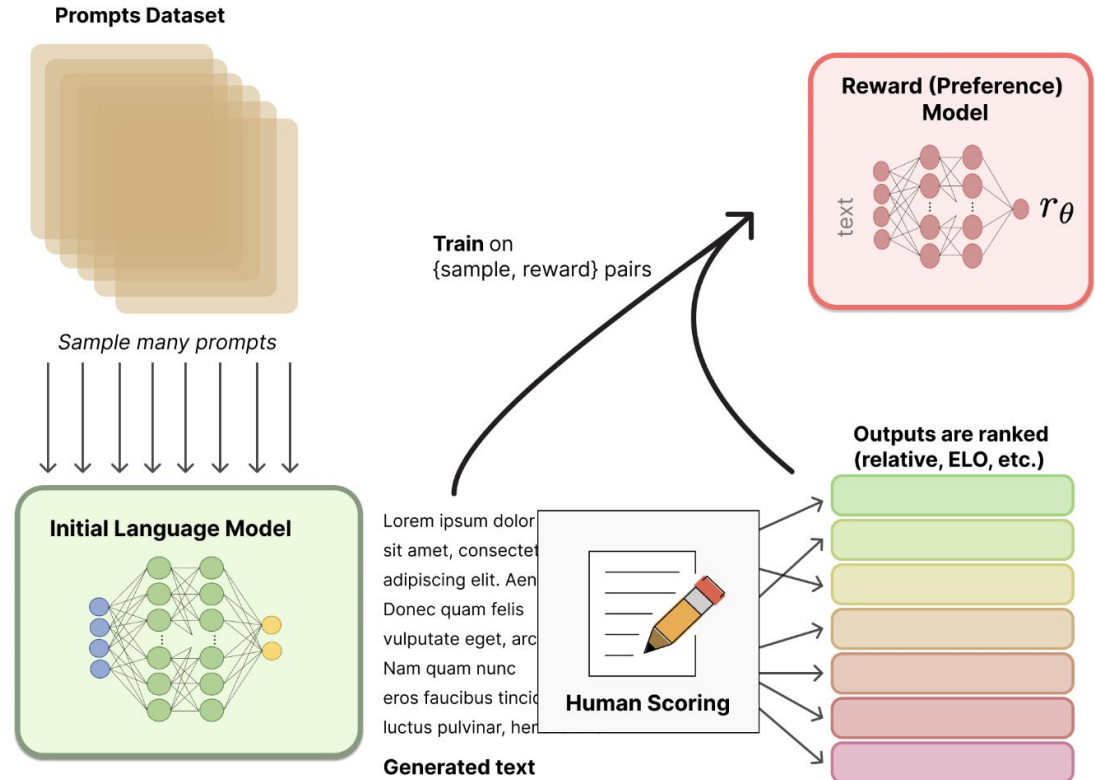 Prompts Dataset
Sample many prompts
Initial Language Model
Train on
{sample, reward} pairs
Reward (Preference)
Model
text
r_θ
Lorem ipsum dolor
sit amet, consectet
adipiscing elit. Aen
Donec quam felis
vulputate eget, arc
Nam quam nunc
eros faucibus tincid
luctus pulvinar, her
Generated text
Human Scoring
Outputs are ranked
(relative, ELO, etc.)